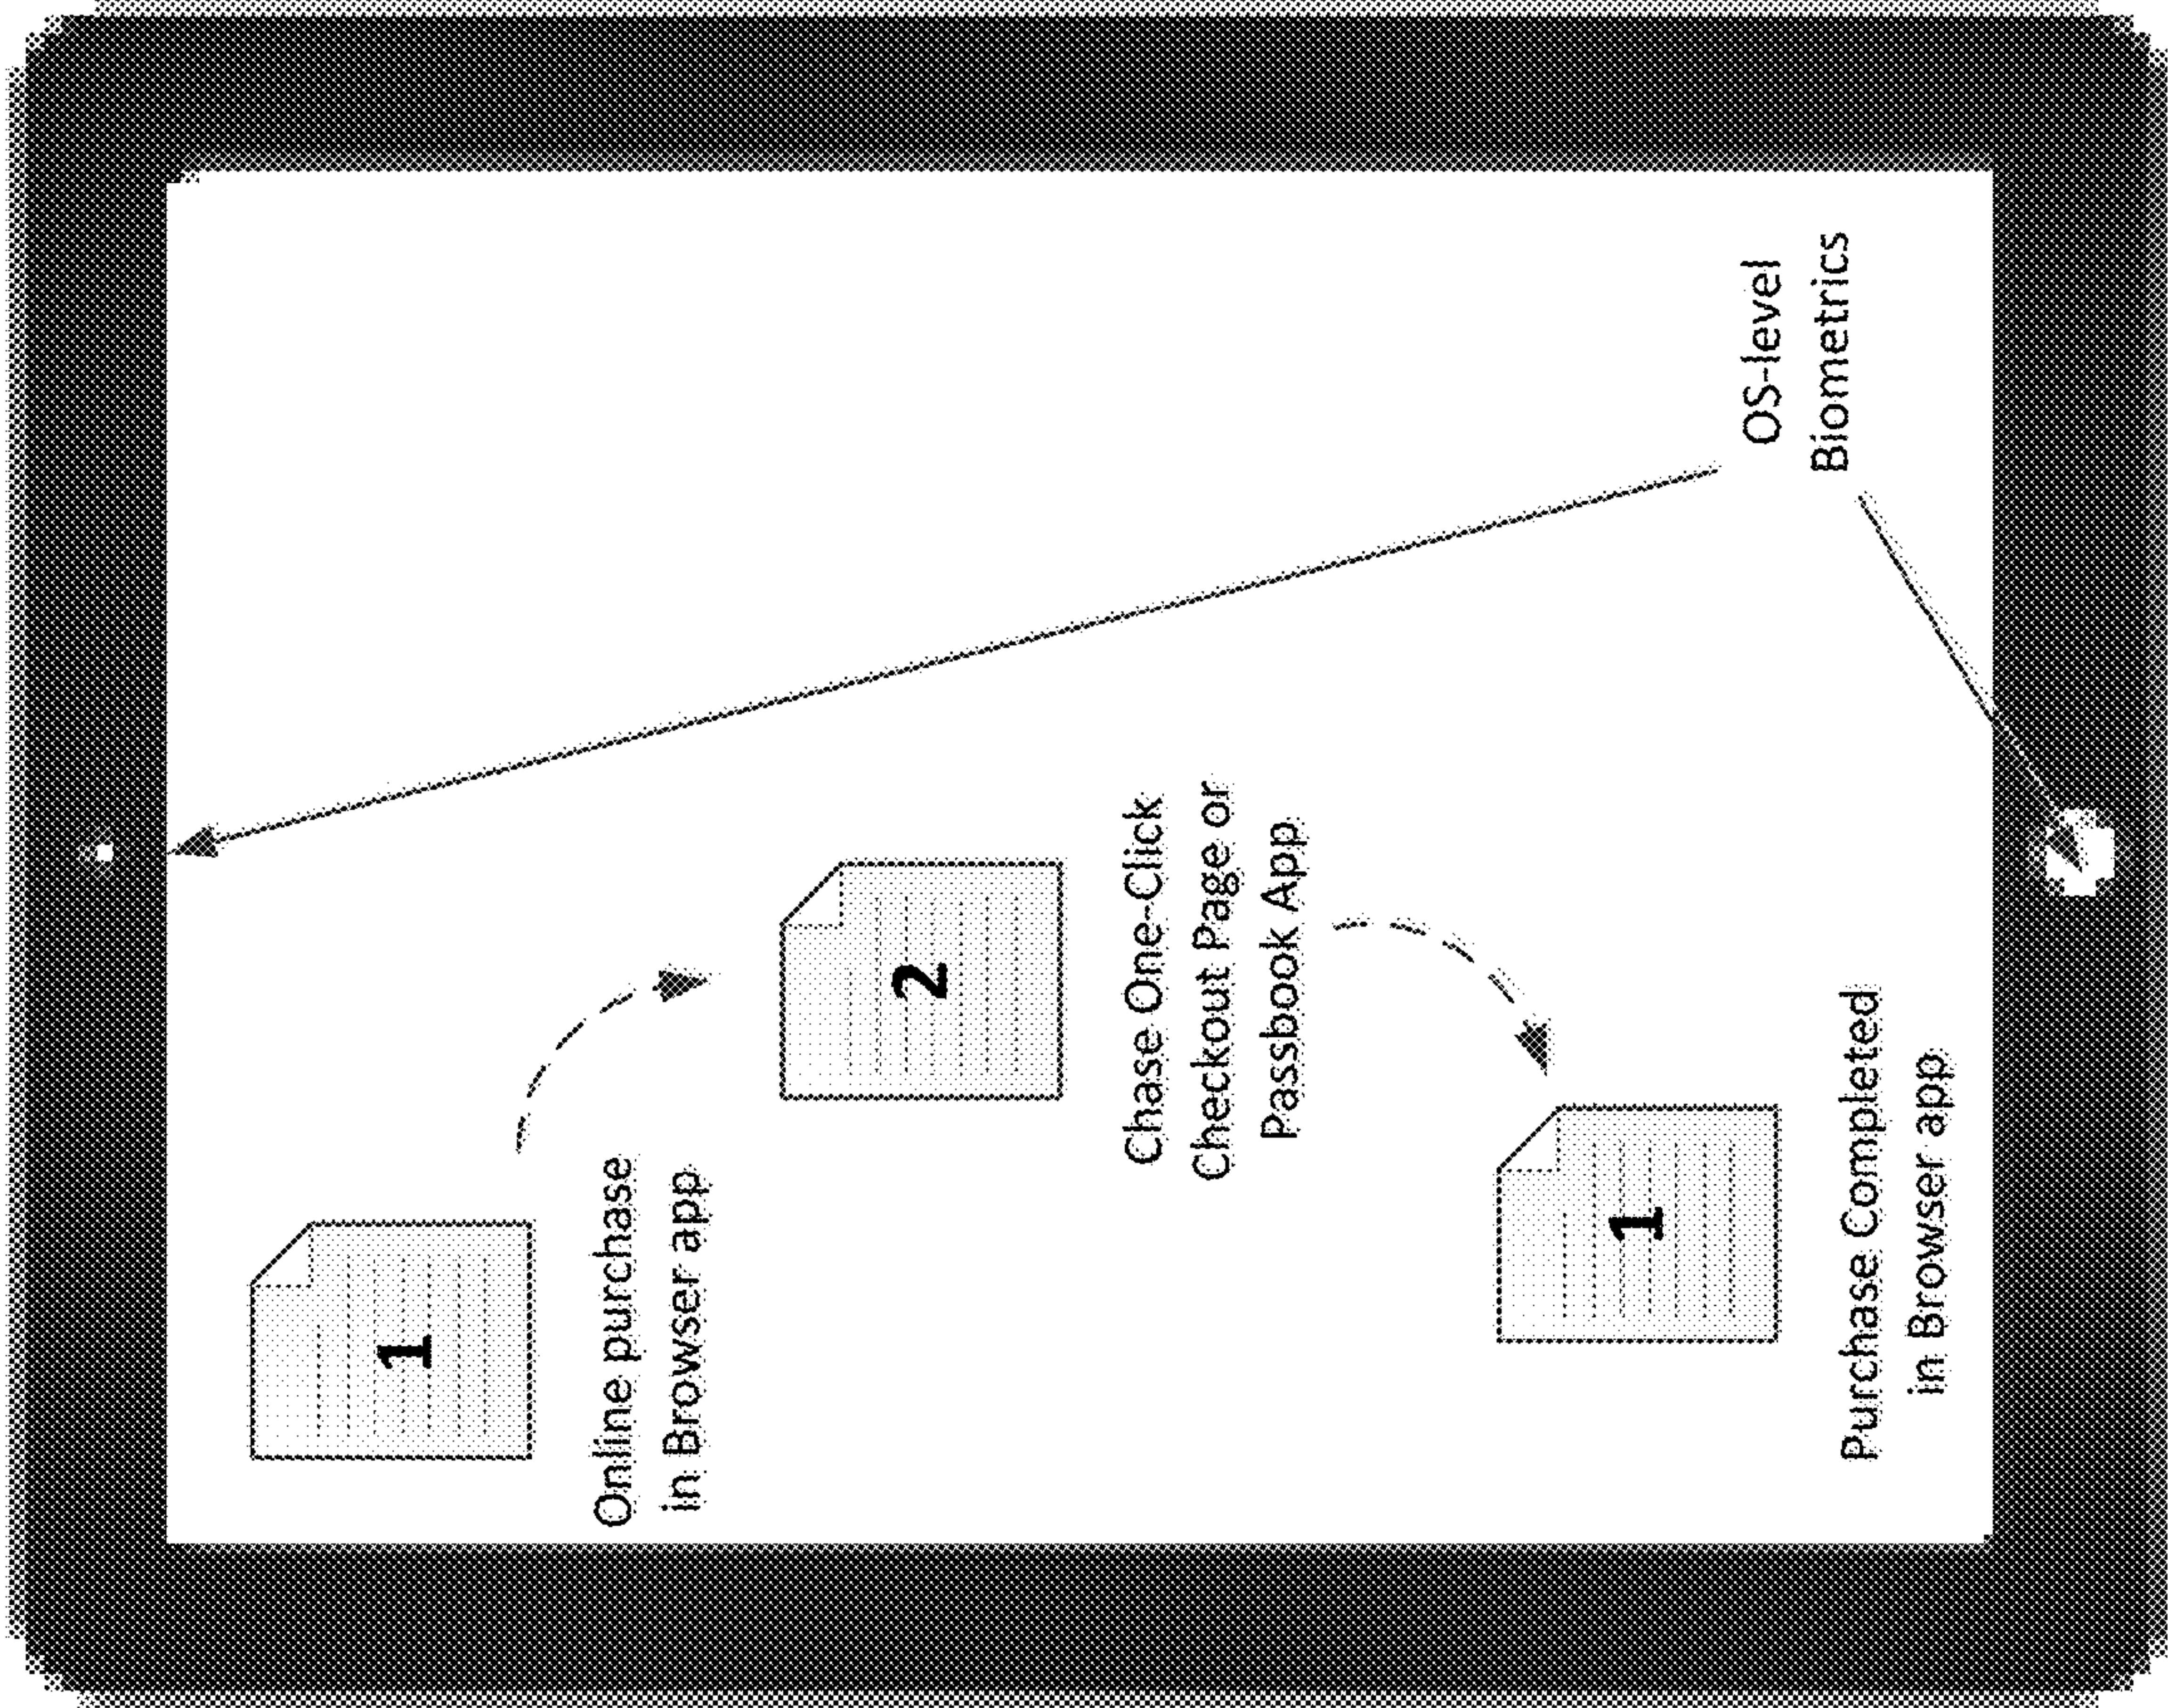 1
Online purchase
in Browser app
2
Chase One-Click
Checkout Page or
Passbook App
1
Purchase Completed
in Browser app
OS-level
Biometrics